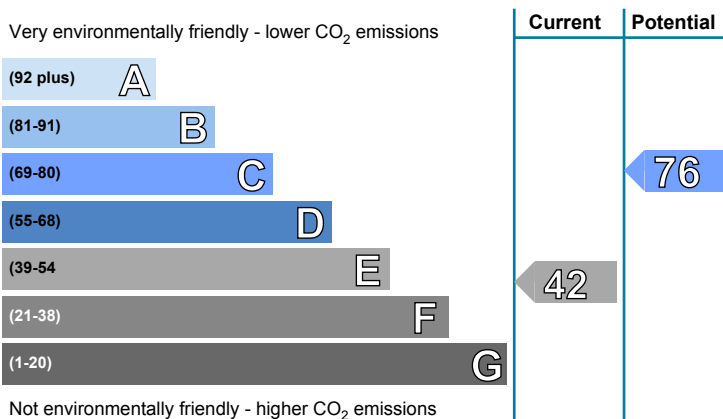 Very environmentally friendly - lower CO₂ emissions
Current
Potential
(92 plus) A
(81-91) B
(69-80) C
76
(55-68) D
(39-54 E
42
(21-38) F
(1-20) G
Not environmentally friendly - higher CO₂ emissions